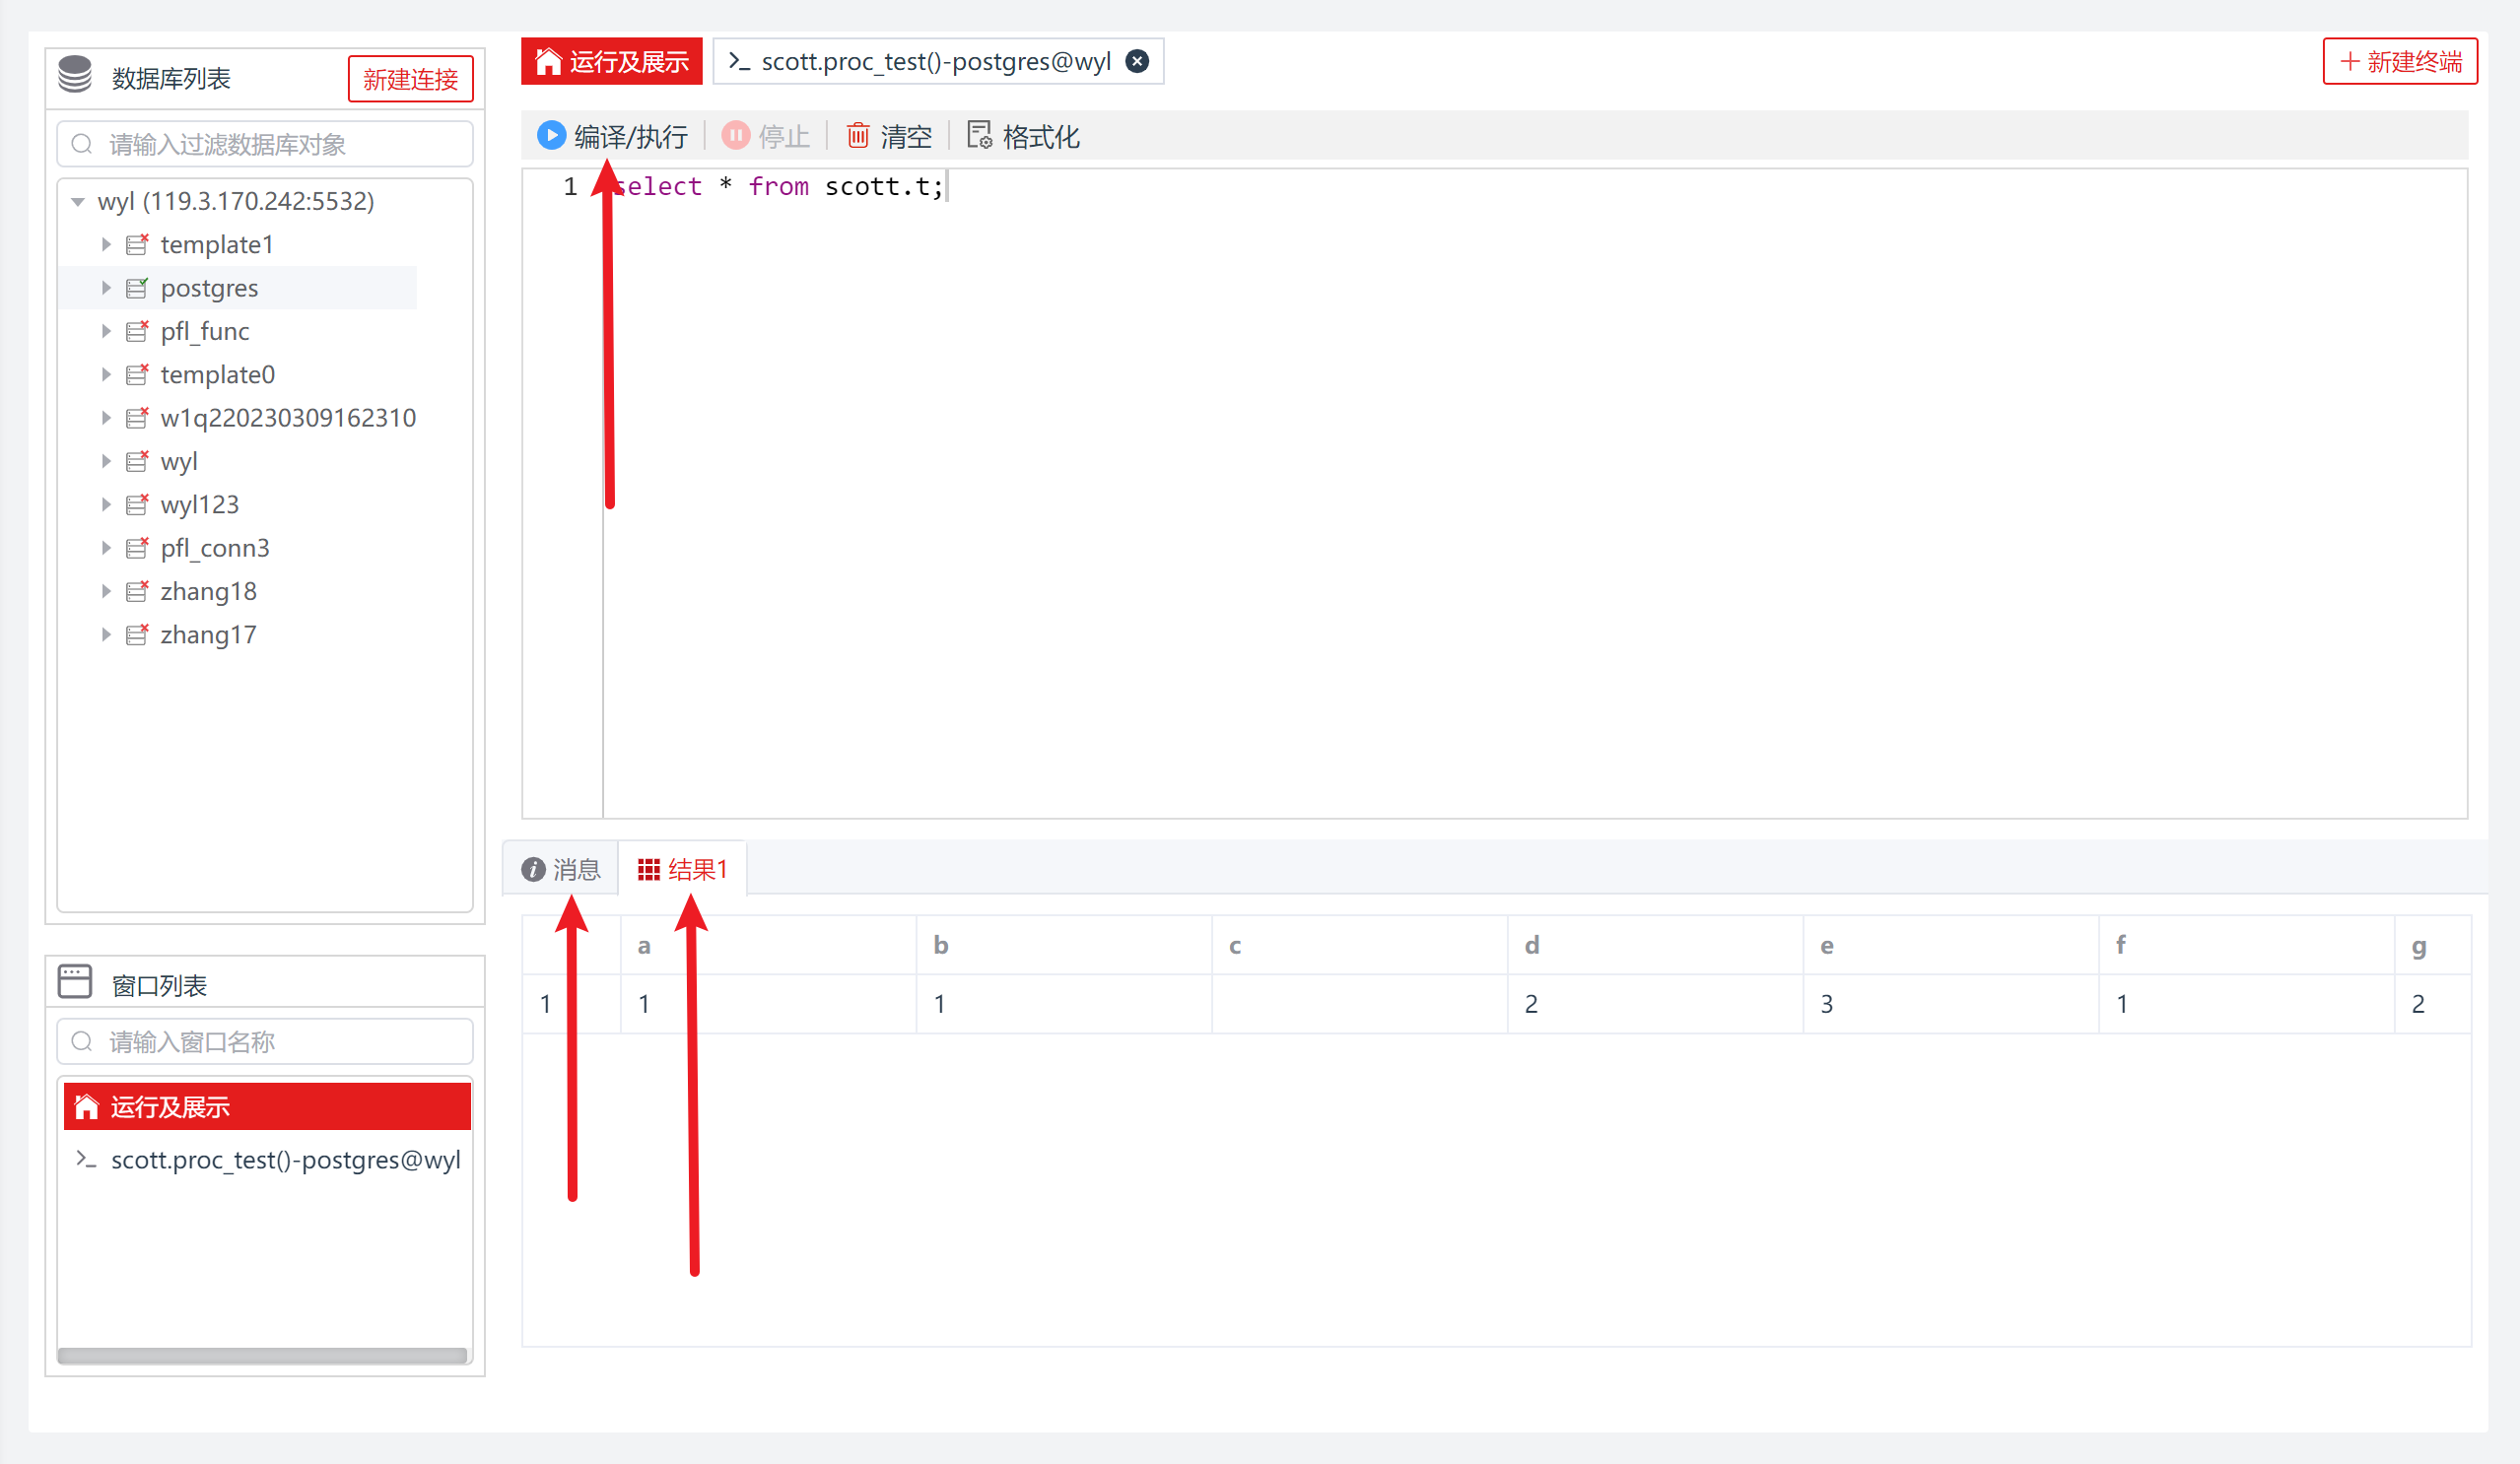 数据库列表 新建连接
请输入过滤数据库对象
wyl (119.3.170.242:5532)
template1
postgres
pfl_func
template0
w1q220230309162310
wyl
wyl123
pfl_conn3
zhang18
zhang17
窗口列表
请输入窗口名称
运行及展示
scott.proc_test()-postgres@wyl
运行及展示 scott.proc_test()-postgres@wyl 新建终端
编译/执行 停止 清空 格式化
1 select * from scott.t;
消息 结果1
a b c d e f g
1 1 1 2 3 1 2